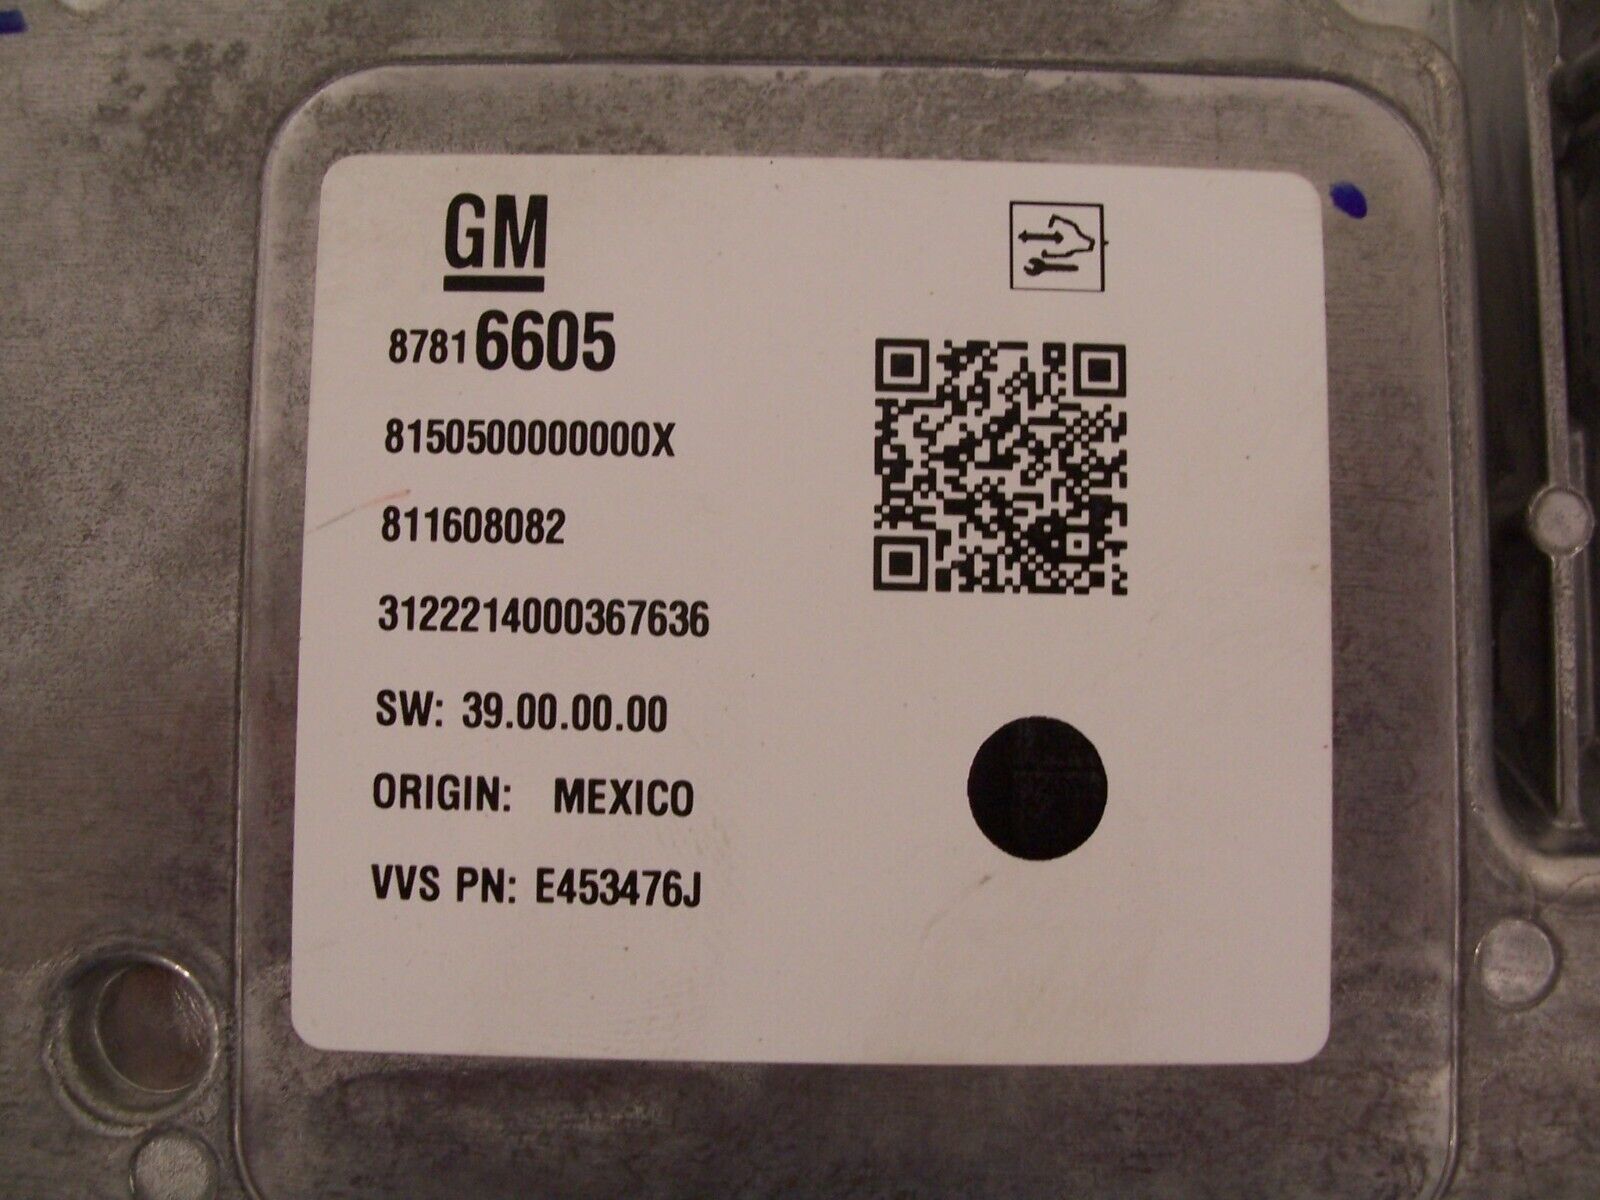 GM
87816605
8150500000000X
811608082
3122214000367636
SW: 39.00.00.00
ORIGIN: MEXICO
VVS PN: E453476J